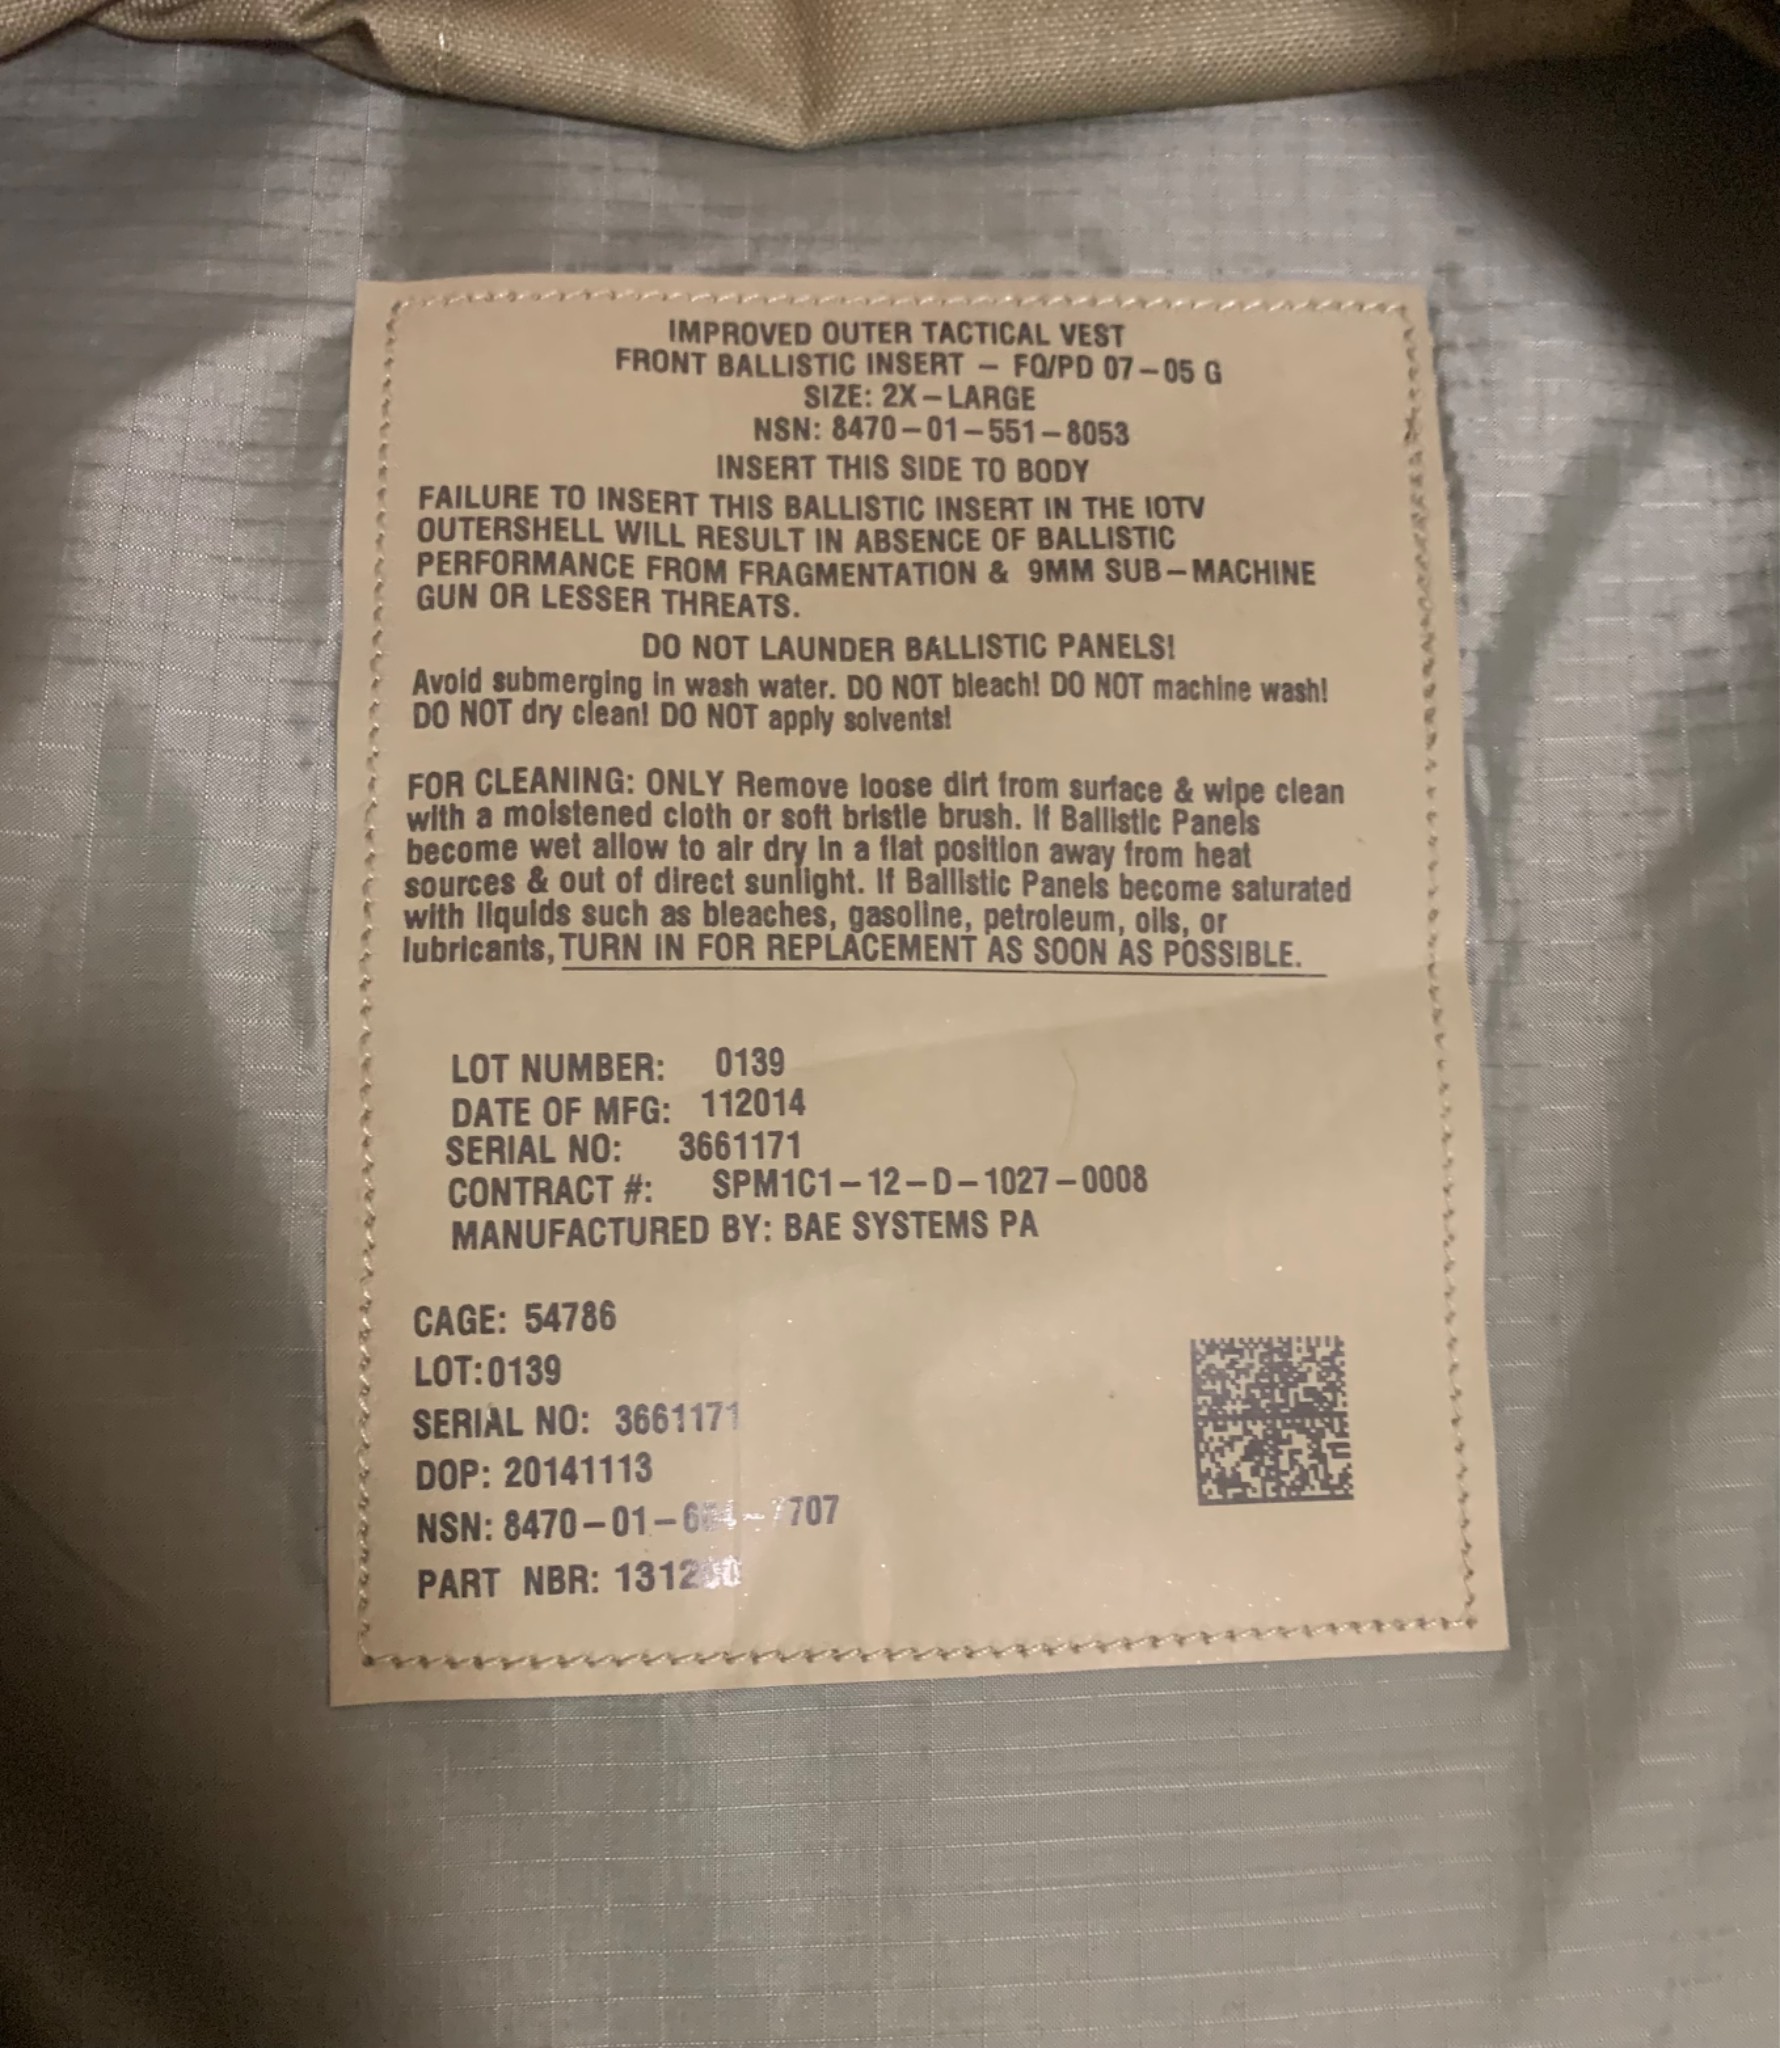 IMPROVED OUTER TACTICAL VEST
FRONT BALLISTIC INSERT – FQ/PD 07–05 G
SIZE: 2X–LARGE
NSN: 8470–01–551–8053
INSERT THIS SIDE TO BODY
FAILURE TO INSERT THIS BALLISTIC INSERT IN THE IOTV
OUTERSHELL WILL RESULT IN ABSENCE OF BALLISTIC
PERFORMANCE FROM FRAGMENTATION & 9MM SUB–MACHINE
GUN OR LESSER THREATS.
DO NOT LAUNDER BALLISTIC PANELS!
Avoid submerging in wash water. DO NOT bleach! DO NOT machine wash!
DO NOT dry clean! DO NOT apply solvents!
FOR CLEANING: ONLY Remove loose dirt from surface & wipe clean
with a moistened cloth or soft bristle brush. If Ballistic Panels
become wet allow to air dry in a flat position away from heat
sources & out of direct sunlight. If Ballistic Panels become saturated
with liquids such as bleaches, gasoline, petroleum, oils, or
lubricants, TURN IN FOR REPLACEMENT AS SOON AS POSSIBLE.
LOT NUMBER: 0139
DATE OF MFG: 112014
SERIAL NO: 3661171
CONTRACT #: SPM1C1–12–D–1027–0008
MANUFACTURED BY: BAE SYSTEMS PA
CAGE: 54786
LOT:0139
SERIAL NO: 3661171
DOP: 20141113
NSN:
PART NBR: